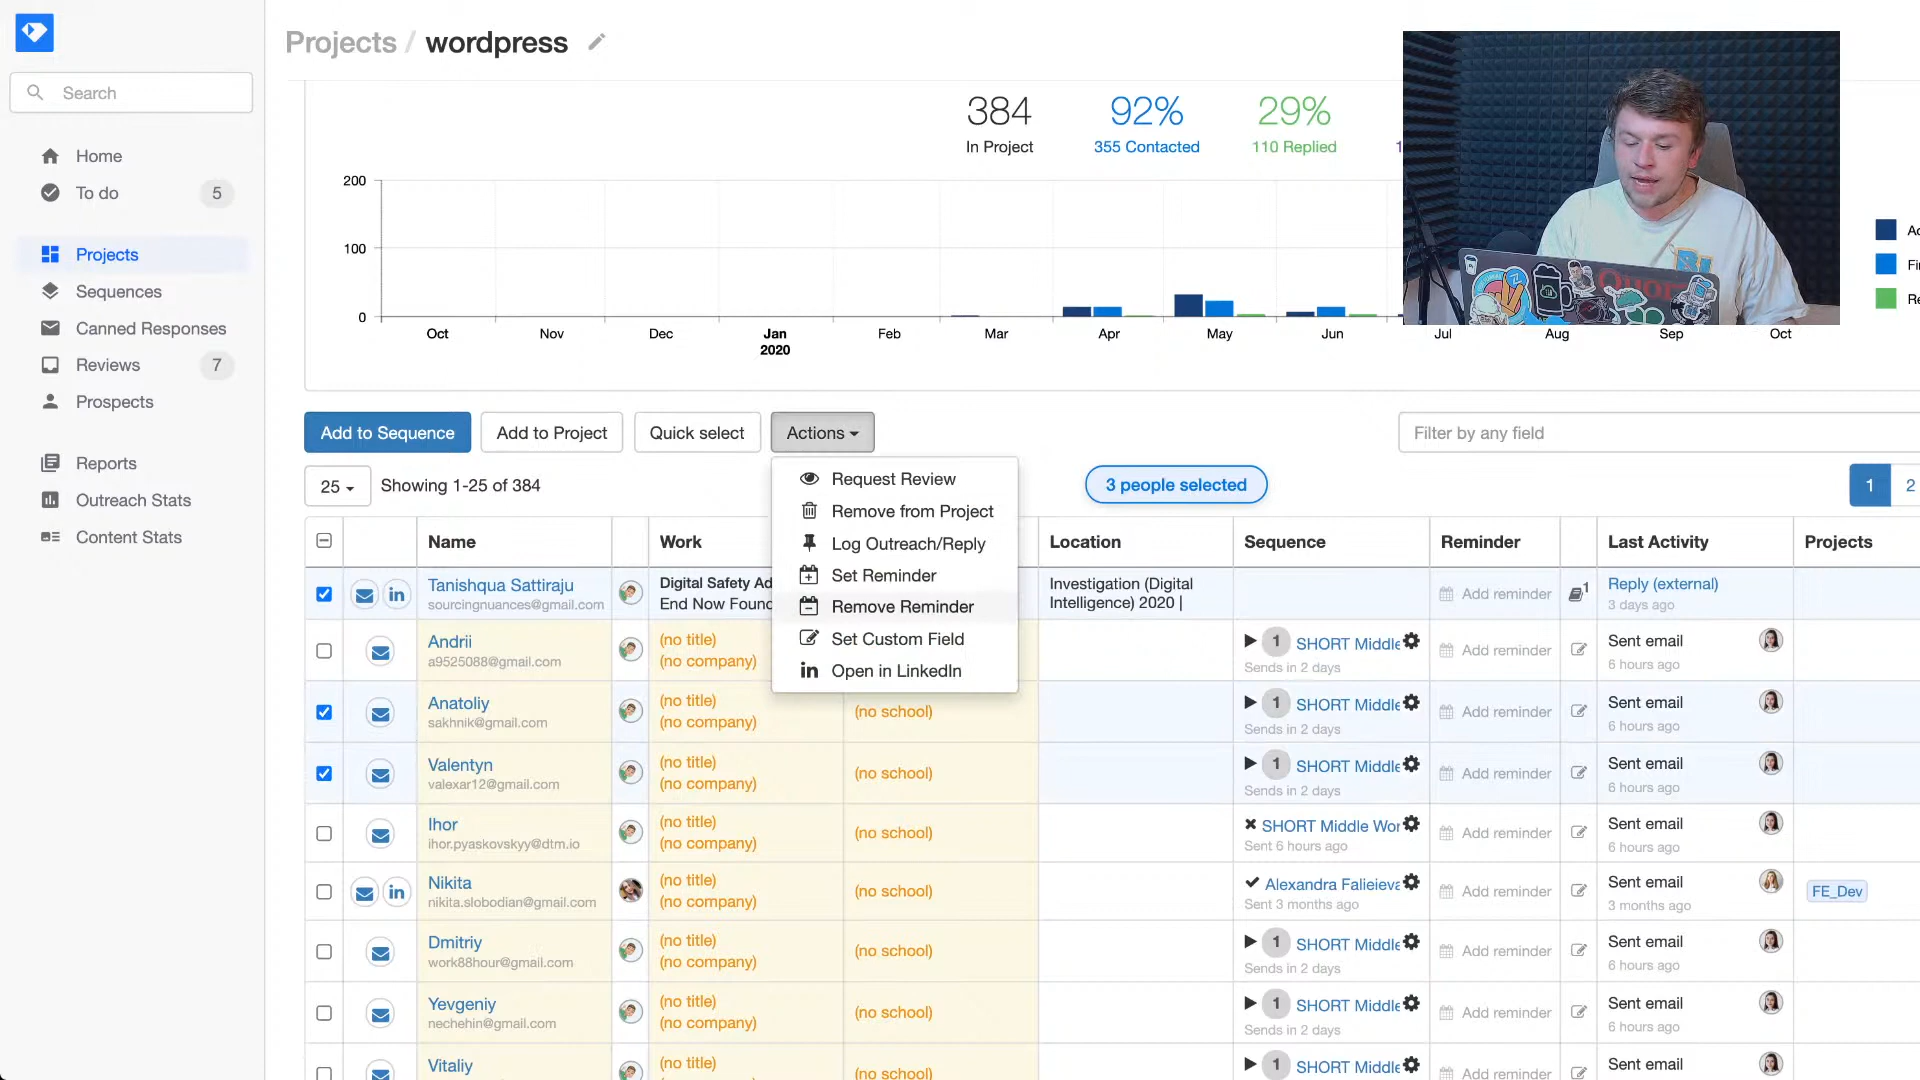 Projects / wordpress
Search
Home
To do 5
Projects
Sequences
Canned Responses
Reviews 7
Prospects
Reports
Outreach Stats
Content Stats
384
In Project
92%
355 Contacted
29%
110 Replied
1
200
100
0
Oct
Nov
Dec
Jan
2020
Feb
Mar
Apr
May
Jun
Jul
Aug
Sep
Oct
Ac
Fi
Re
Add to Sequence
Add to Project
Quick select
Actions
Filter by any field
25
Showing 1-25 of 384
3 people selected
1
2
Request Review
Remove from Project
Log Outreach/Reply
Set Reminder
Remove Reminder
Set Custom Field
Open in LinkedIn
Name
Work
Location
Sequence
Reminder
Last Activity
Projects
Tanishqua Sattiraju
sourcingnuances@gmail.com
Digital Safety Ad
End Now Found
Investigation (Digital
Intelligence) 2020 |
Add reminder
1
Reply (external)
3 days ago
Andrii
a9525088@gmail.com
(no title)
(no company)
1 SHORT Middle
Sends in 2 days
Add reminder
Sent email
6 hours ago
Anatoliy
sakhnik@gmail.com
(no title)
(no company)
(no school)
1 SHORT Middle
Sends in 2 days
Add reminder
Sent email
6 hours ago
Valentyn
valexar12@gmail.com
(no title)
(no company)
(no school)
1 SHORT Middle
Sends in 2 days
Add reminder
Sent email
6 hours ago
Ihor
ihor.pyaskovskyy@dtm.io
(no title)
(no company)
(no school)
SHORT Middle Wor
Sent 6 hours ago
Add reminder
Sent email
6 hours ago
Nikita
nikita.slobodian@gmail.com
(no title)
(no company)
(no school)
Alexandra Falieieva
Sent 3 months ago
Add reminder
Sent email
3 months ago
FE_Dev
Dmitriy
work88hour@gmail.com
(no title)
(no company)
(no school)
1 SHORT Middle
Sends in 2 days
Add reminder
Sent email
6 hours ago
Yevgeniy
nechehin@gmail.com
(no title)
(no company)
(no school)
1 SHORT Middle
Sends in 2 days
Add reminder
Sent email
6 hours ago
Vitaliy
(no title)
(no school)
1 SHORT Middle
Add reminder
Sent email